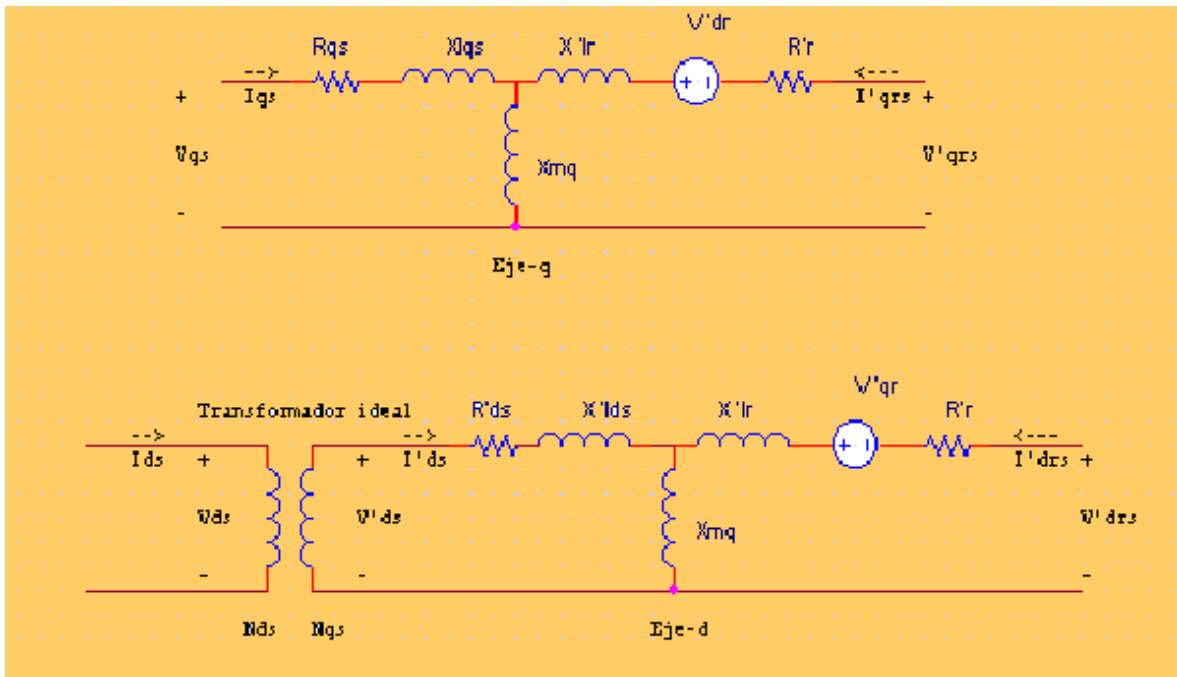 V'dr
Rqs Xlqs X'lr R'r
--> <---
+ Iqs I'qrs +
+ -
Vqs Xmq V'qrs
- -
Eje-q
V'qr
Transformador ideal R'ds X'lds X'lr R'r
--> --> <---
Ids + + I'ds I'drs +
+ -
Vds V'ds Xmq V'drs
- - -
Nds Nqs Eje-d